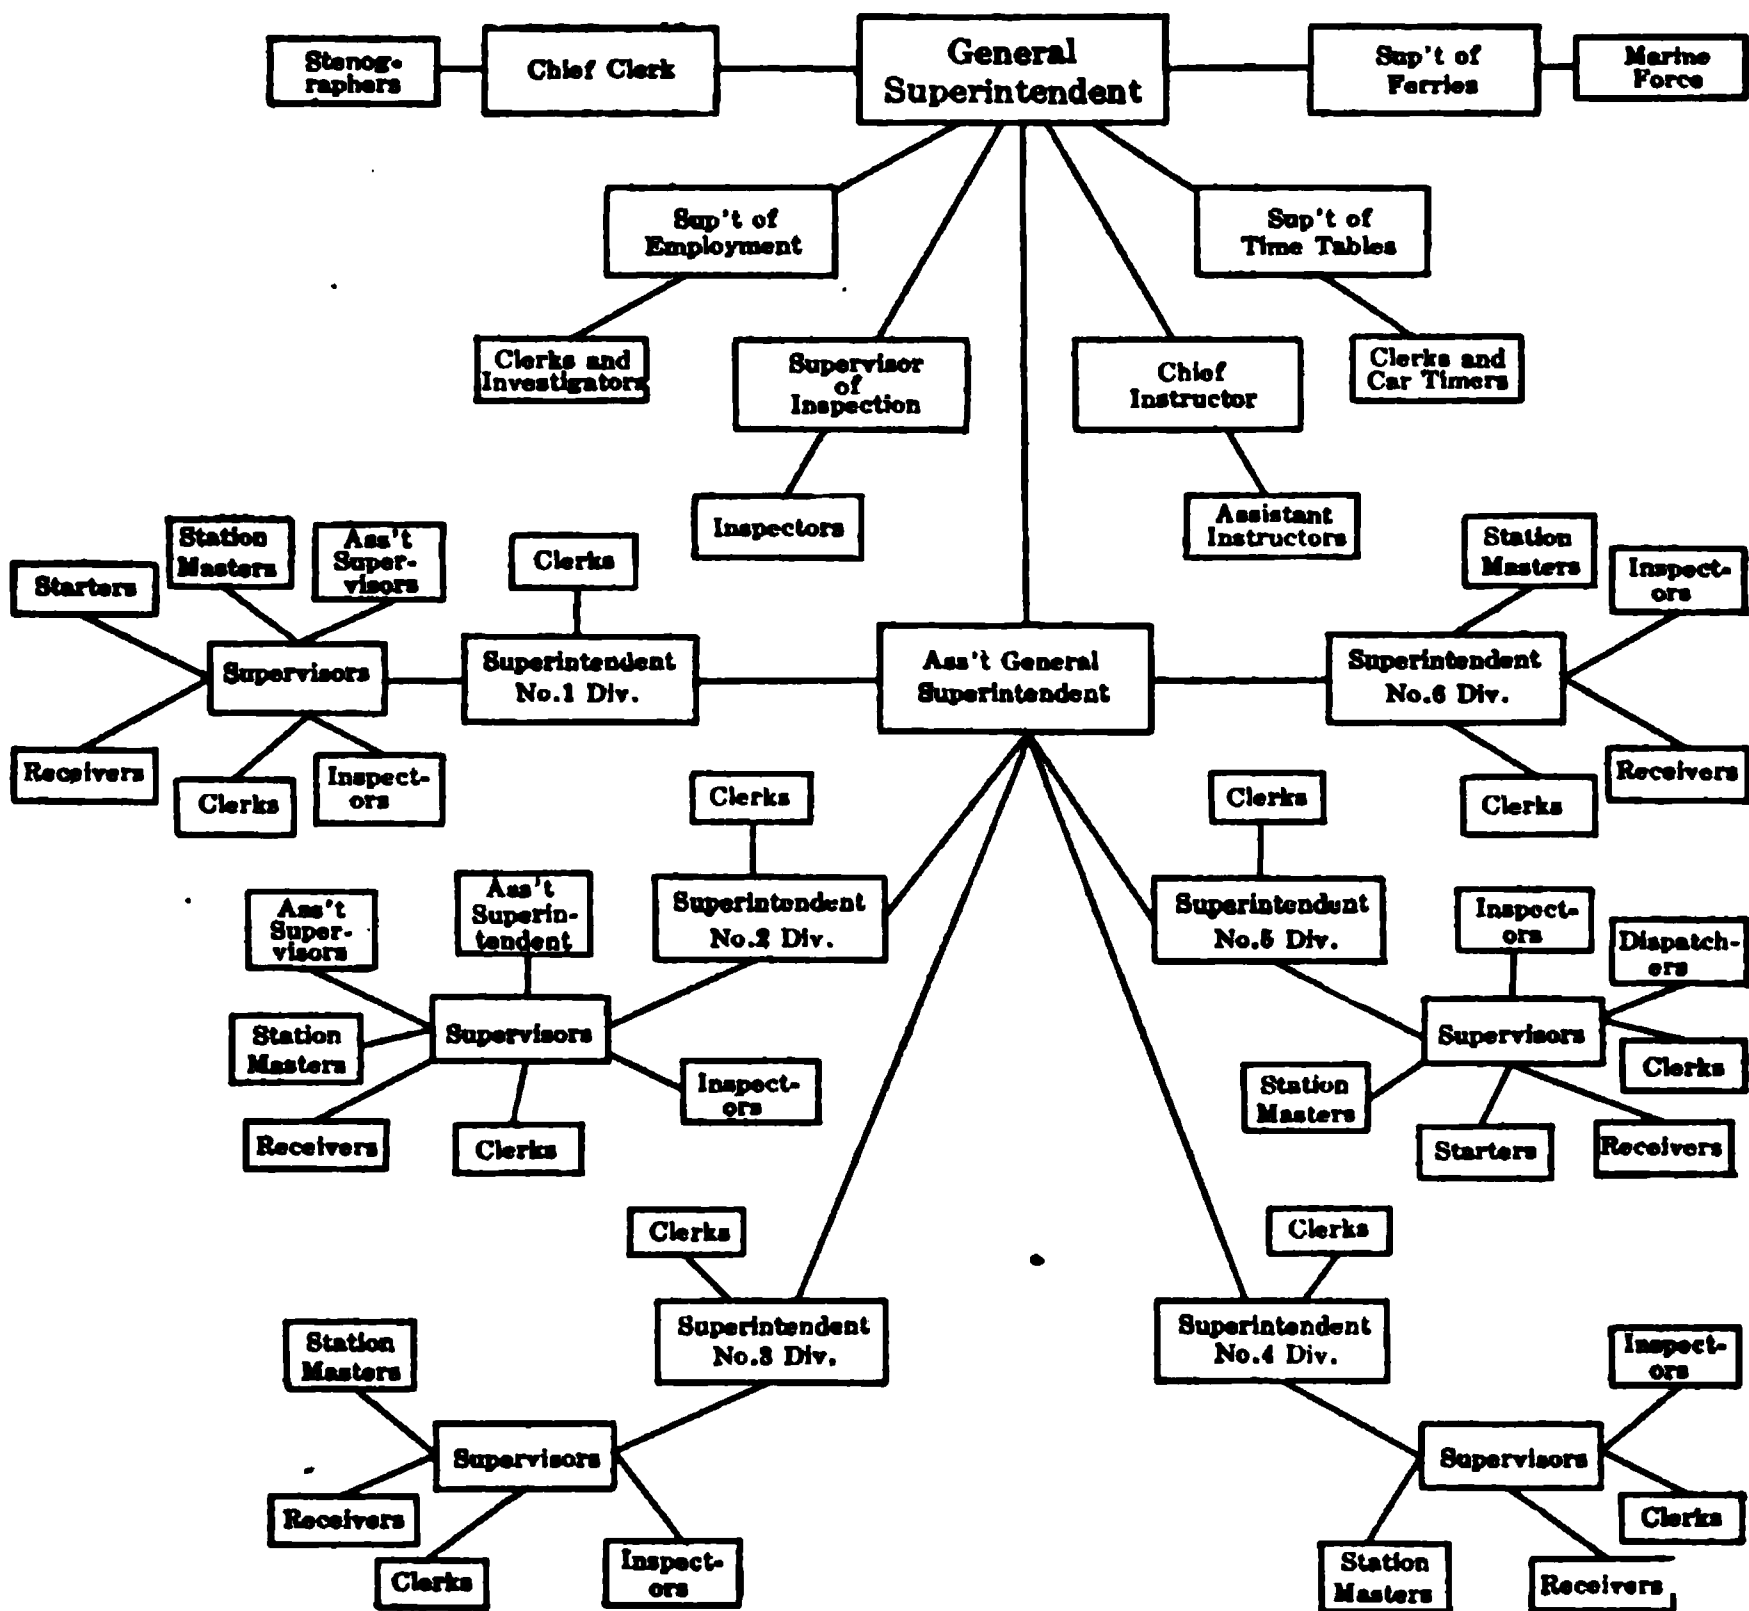 Stenog-
raphers
Chief Clerk
General
Superintendent
Sup't of
Ferries
Marine
Force
Sup't of
Employment
Sup't of
Time Tables
Clerks and
Investigators
Supervisor
of
Inspection
Chief
Instructor
Clerks and
Car Timers
Inspectors
Assistant
Instructors
Starters
Station
Masters
Ass't
Super-
visors
Clerks
Station
Masters
Inspect-
ors
Supervisors
Superintendent
No.1 Div.
Ass't General
Superintendent
Superintendent
No.6 Div.
Receivers
Clerks
Inspect-
ors
Clerks
Clerks
Clerks
Receivers
Ass't
Super-
visors
Ass't
Superin-
tendent
Superintendent
No.2 Div.
Superintendent
No.5 Div.
Inspect-
ors
Dispatch-
ers
Station
Masters
Supervisors
Inspect-
ors
Supervisors
Clerks
Station
Masters
Receivers
Clerks
Starters
Receivers
Clerks
Clerks
Station
Masters
Superintendent
No.3 Div.
Superintendent
No.4 Div.
Inspect-
ors
Supervisors
Supervisors
Receivers
Clerks
Clerks
Inspect-
ors
Station
Masters
Receivers